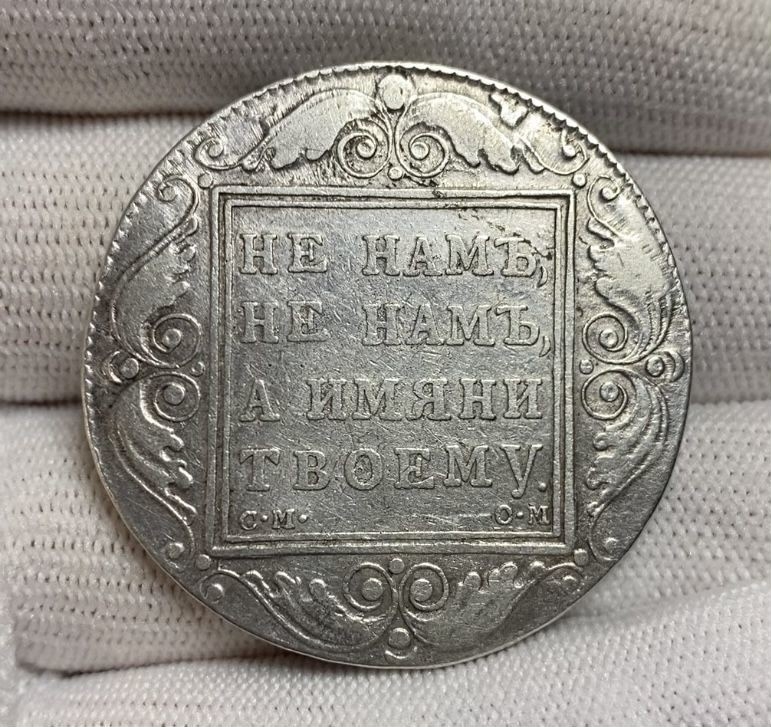 НЕ НАМЪ,
НЕ НАМЪ,
А ИМЯНИ
ТВОЕМУ.
С·М· О·М